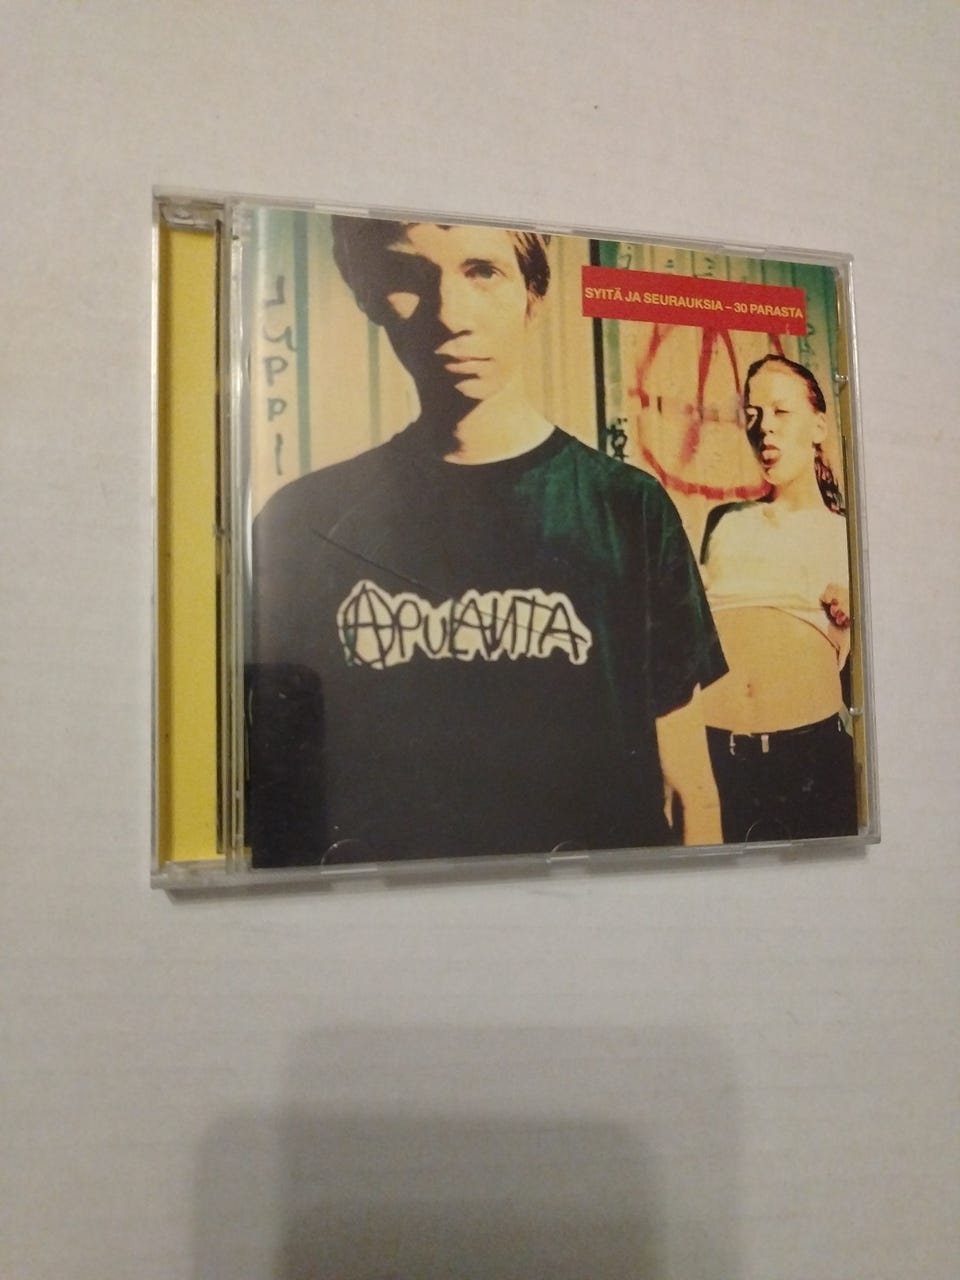 SYITÄ JA SEURAUKSIA – 30 PARASTA
APULANTA